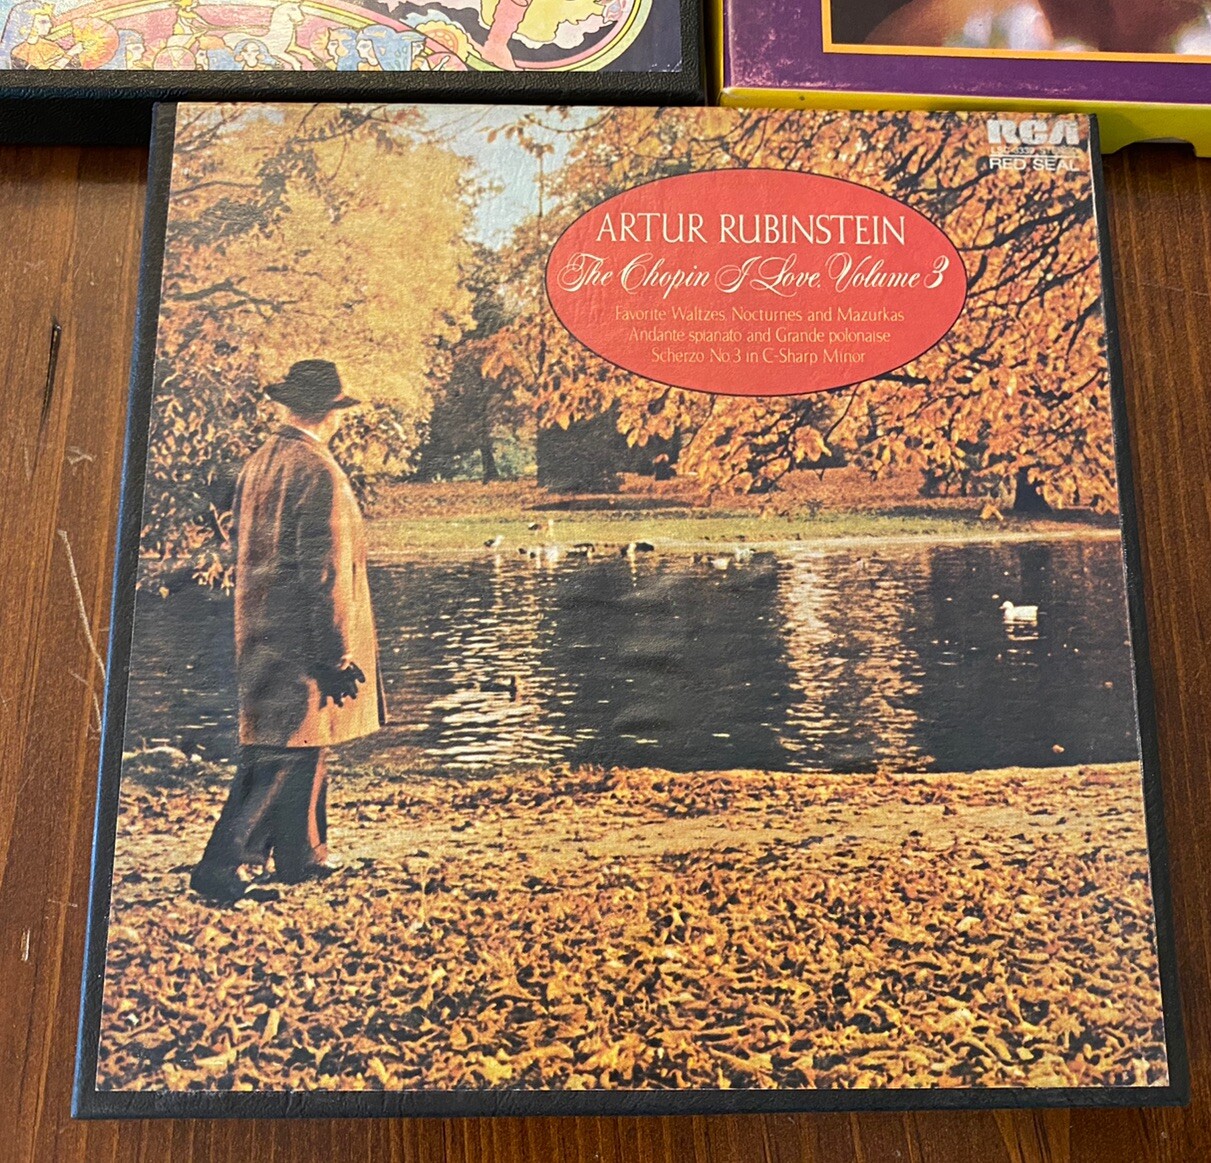 RCA
RED SEAL
ARTUR RUBINSTEIN
The Chopin I Love, Volume 3
Favorite Waltzes, Nocturnes and Mazurkas
Andante spianato and Grande polonaise
Scherzo No. 3 in C-Sharp Minor